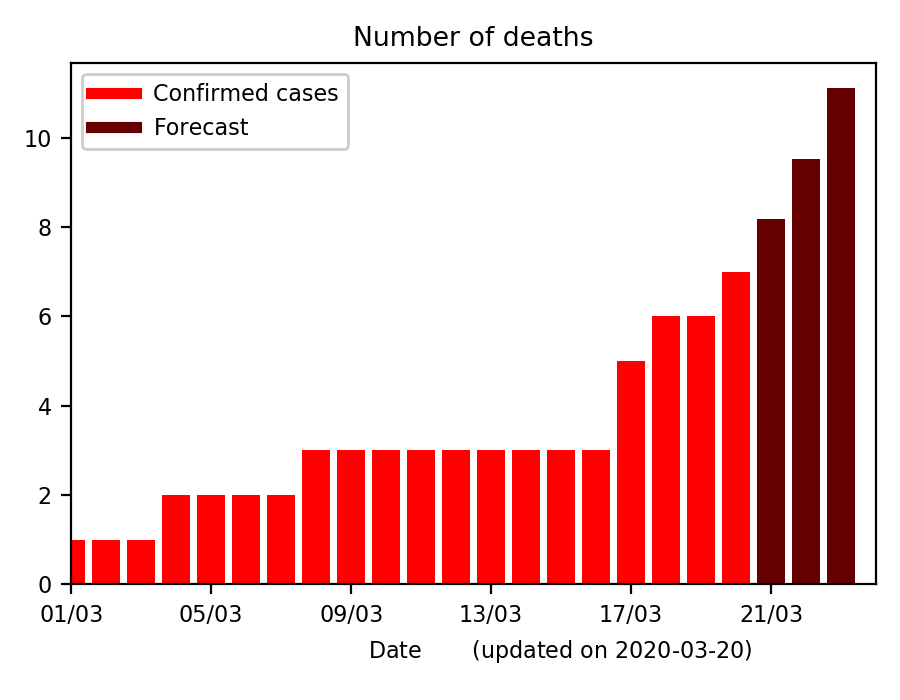 Number of deaths
Confirmed cases
Forecast
10
8
6
4
2
0
01/03 05/03 09/03 13/03 17/03 21/03
Date (updated on 2020-03-20)